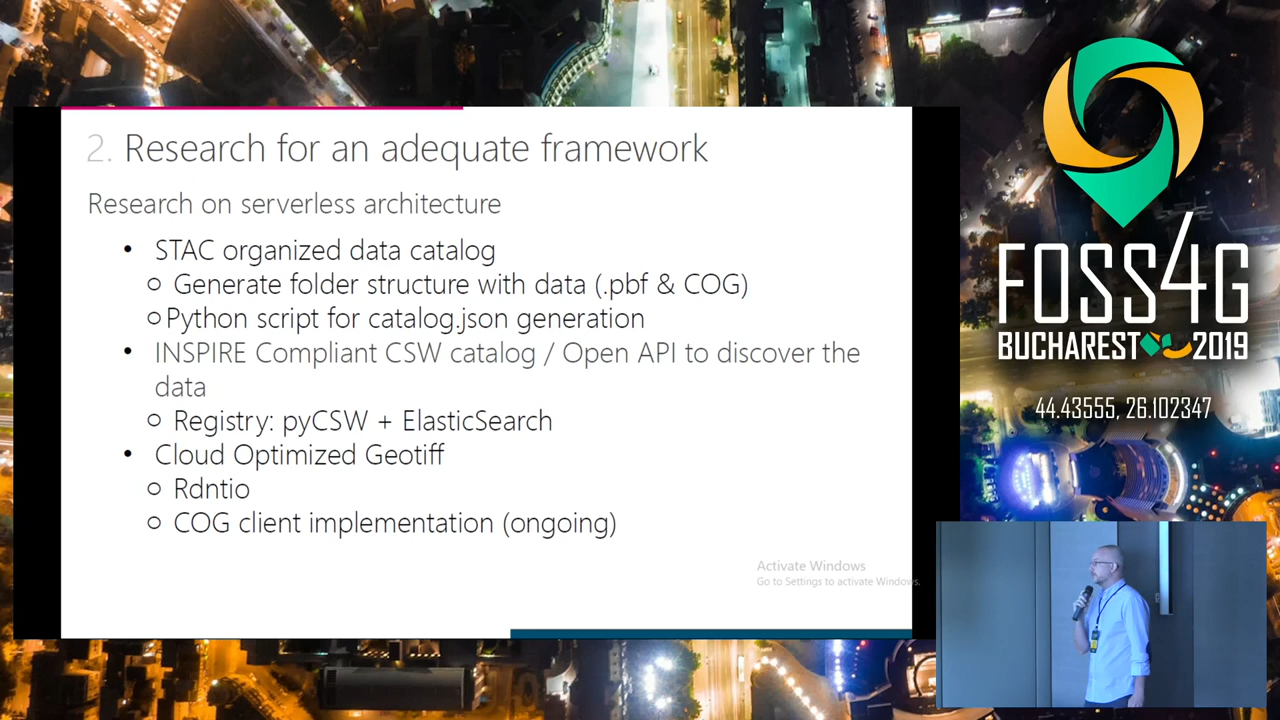 2. Research for an adequate framework
Research on serverless architecture
• STAC organized data catalog
○ Generate folder structure with data (.pbf & COG)
○ Python script for catalog.json generation
• INSPIRE Compliant CSW catalog / Open API to discover the
data
○ Registry: pyCSW + ElasticSearch
• Cloud Optimized Geotiff
○ Rdntio
○ COG client implementation (ongoing)
Activate Windows
Go to Settings to activate Windows.
FOSS4G
BUCHAREST 2019
44.43555, 26.102347